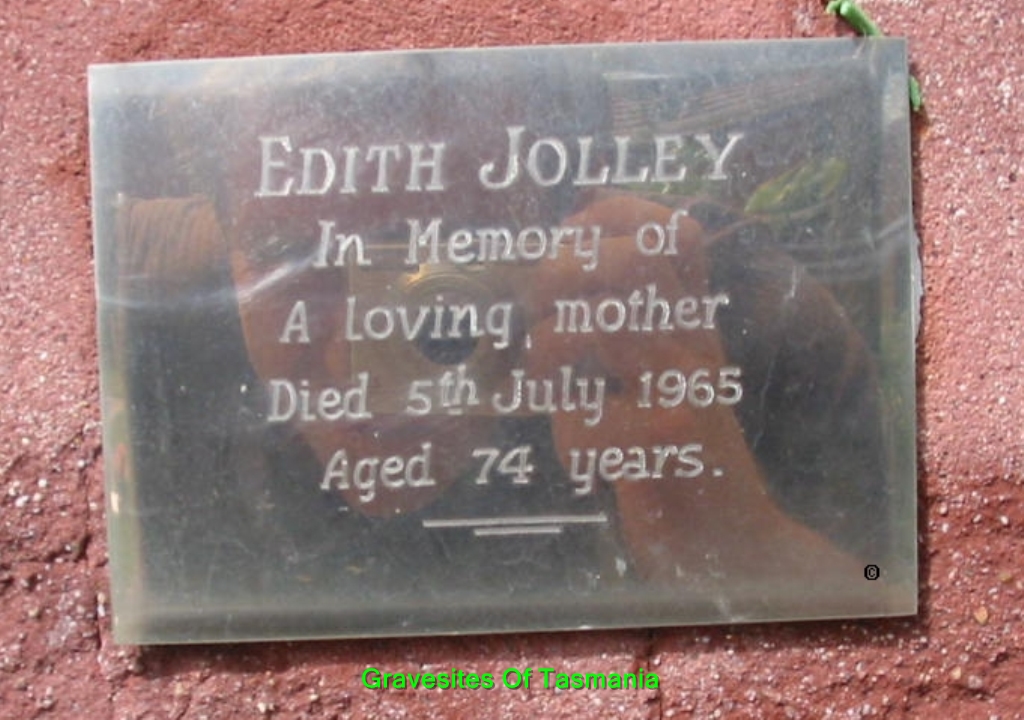 EDITH JOLLEY
In Memory of
A loving mother
Died 5th July 1965
Aged 74 years.
©
Gravesites Of Tasmania